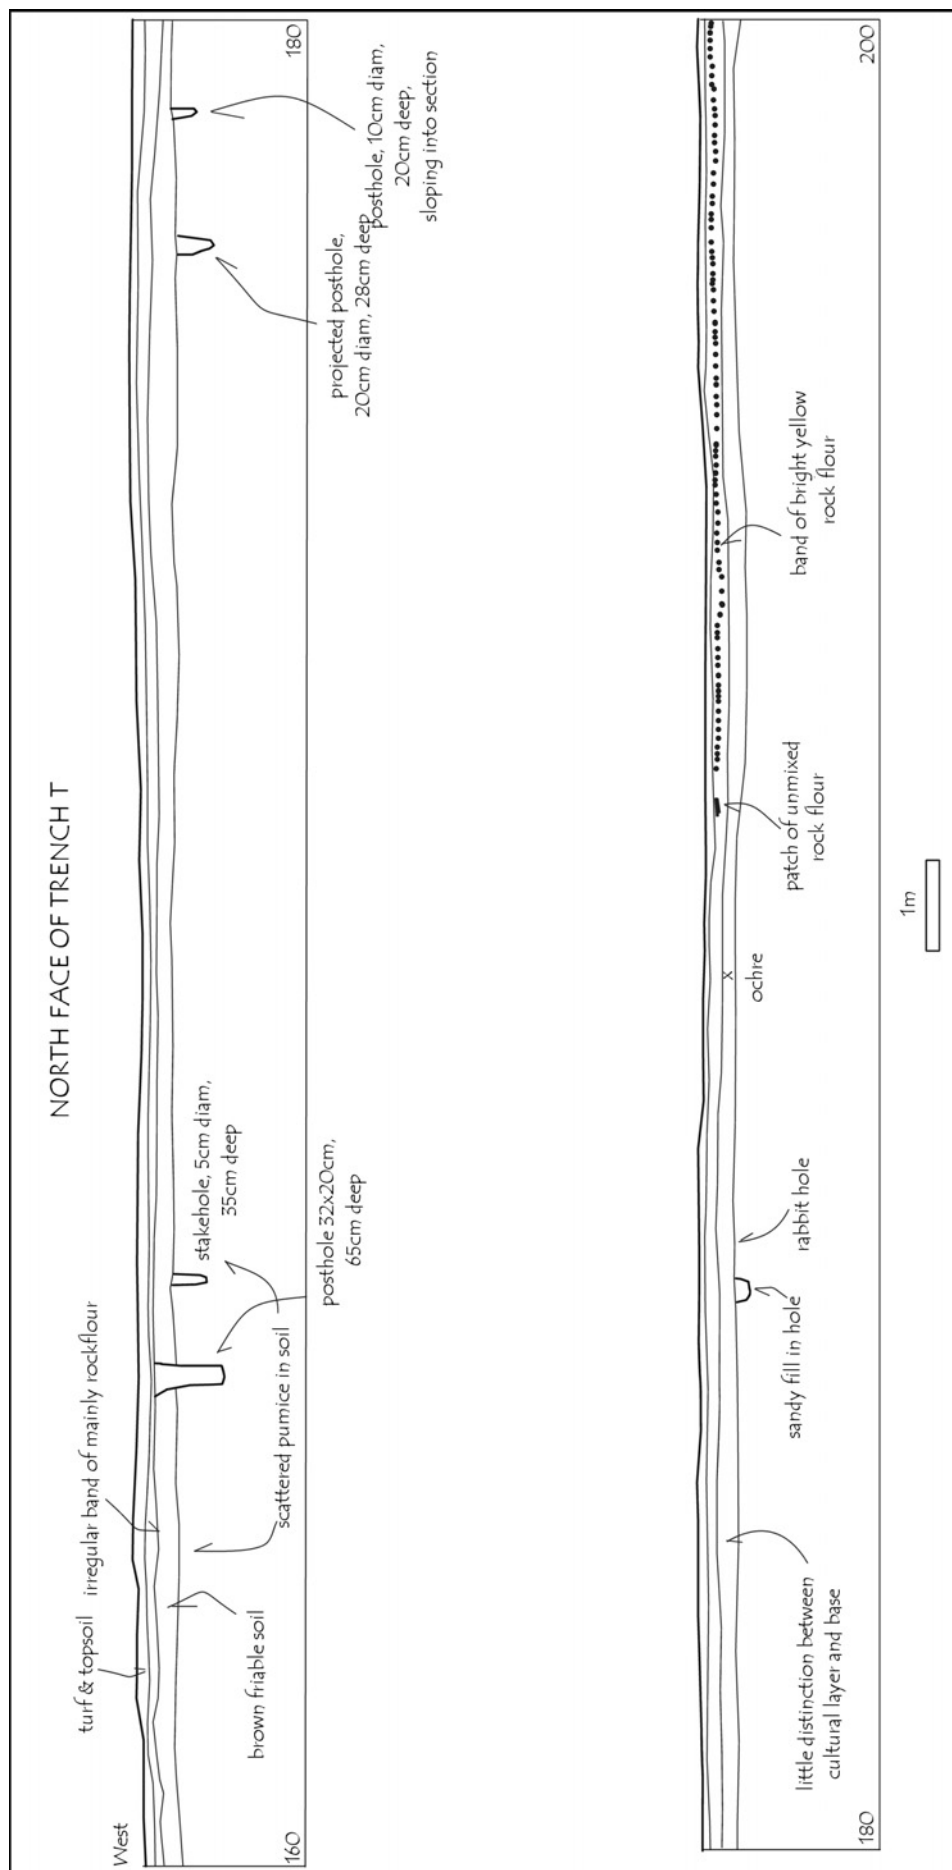 NORTH FACE OF TRENCH T
West
turf & topsoil
irregular band of mainly rockflour
brown friable soil
scattered pumice in soil
stakehole, 5cm diam,
35cm deep
posthole 32x20cm,
65cm deep
projected posthole,
20cm diam, 28cm deep
posthole, 10cm diam,
20cm deep,
sloping into section
160
180
little distinction between
cultural layer and base
sandy fill in hole
rabbit hole
x
ochre
patch of unmixed
rock flour
band of bright yellow
rock flour
180
200
1m